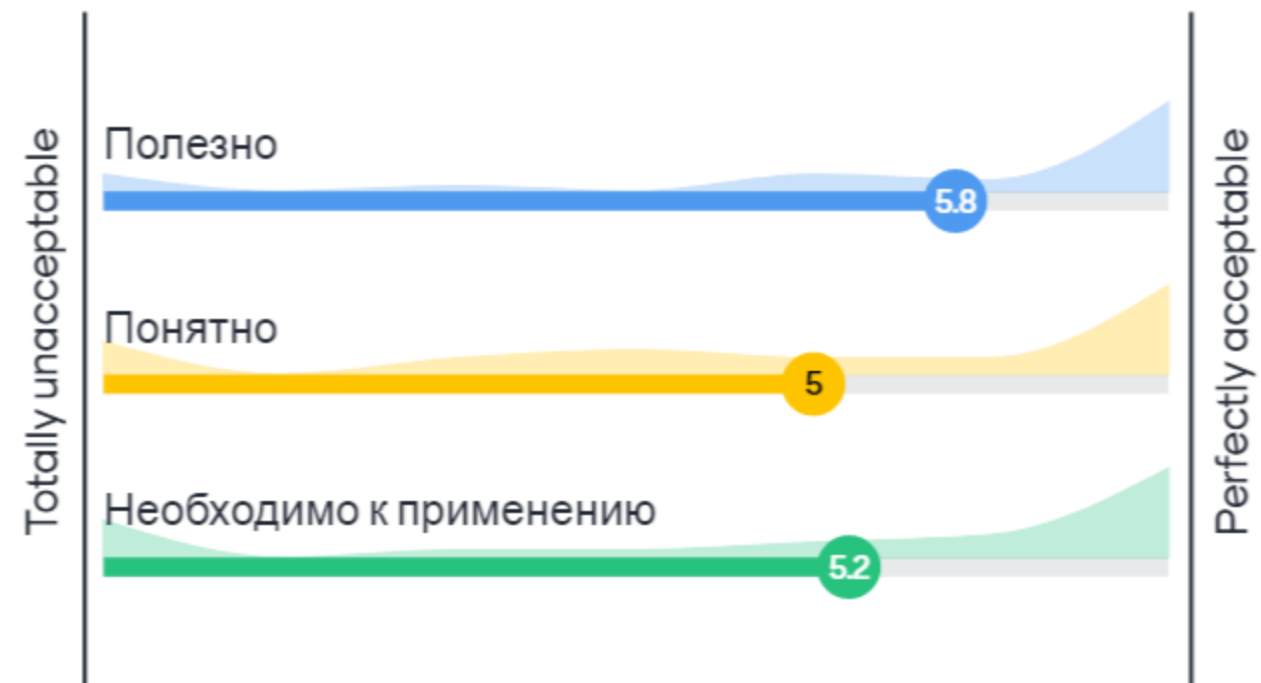 Totally unacceptable
Полезно
5.8
Понятно
5
Необходимо к применению
5.2
Perfectly acceptable